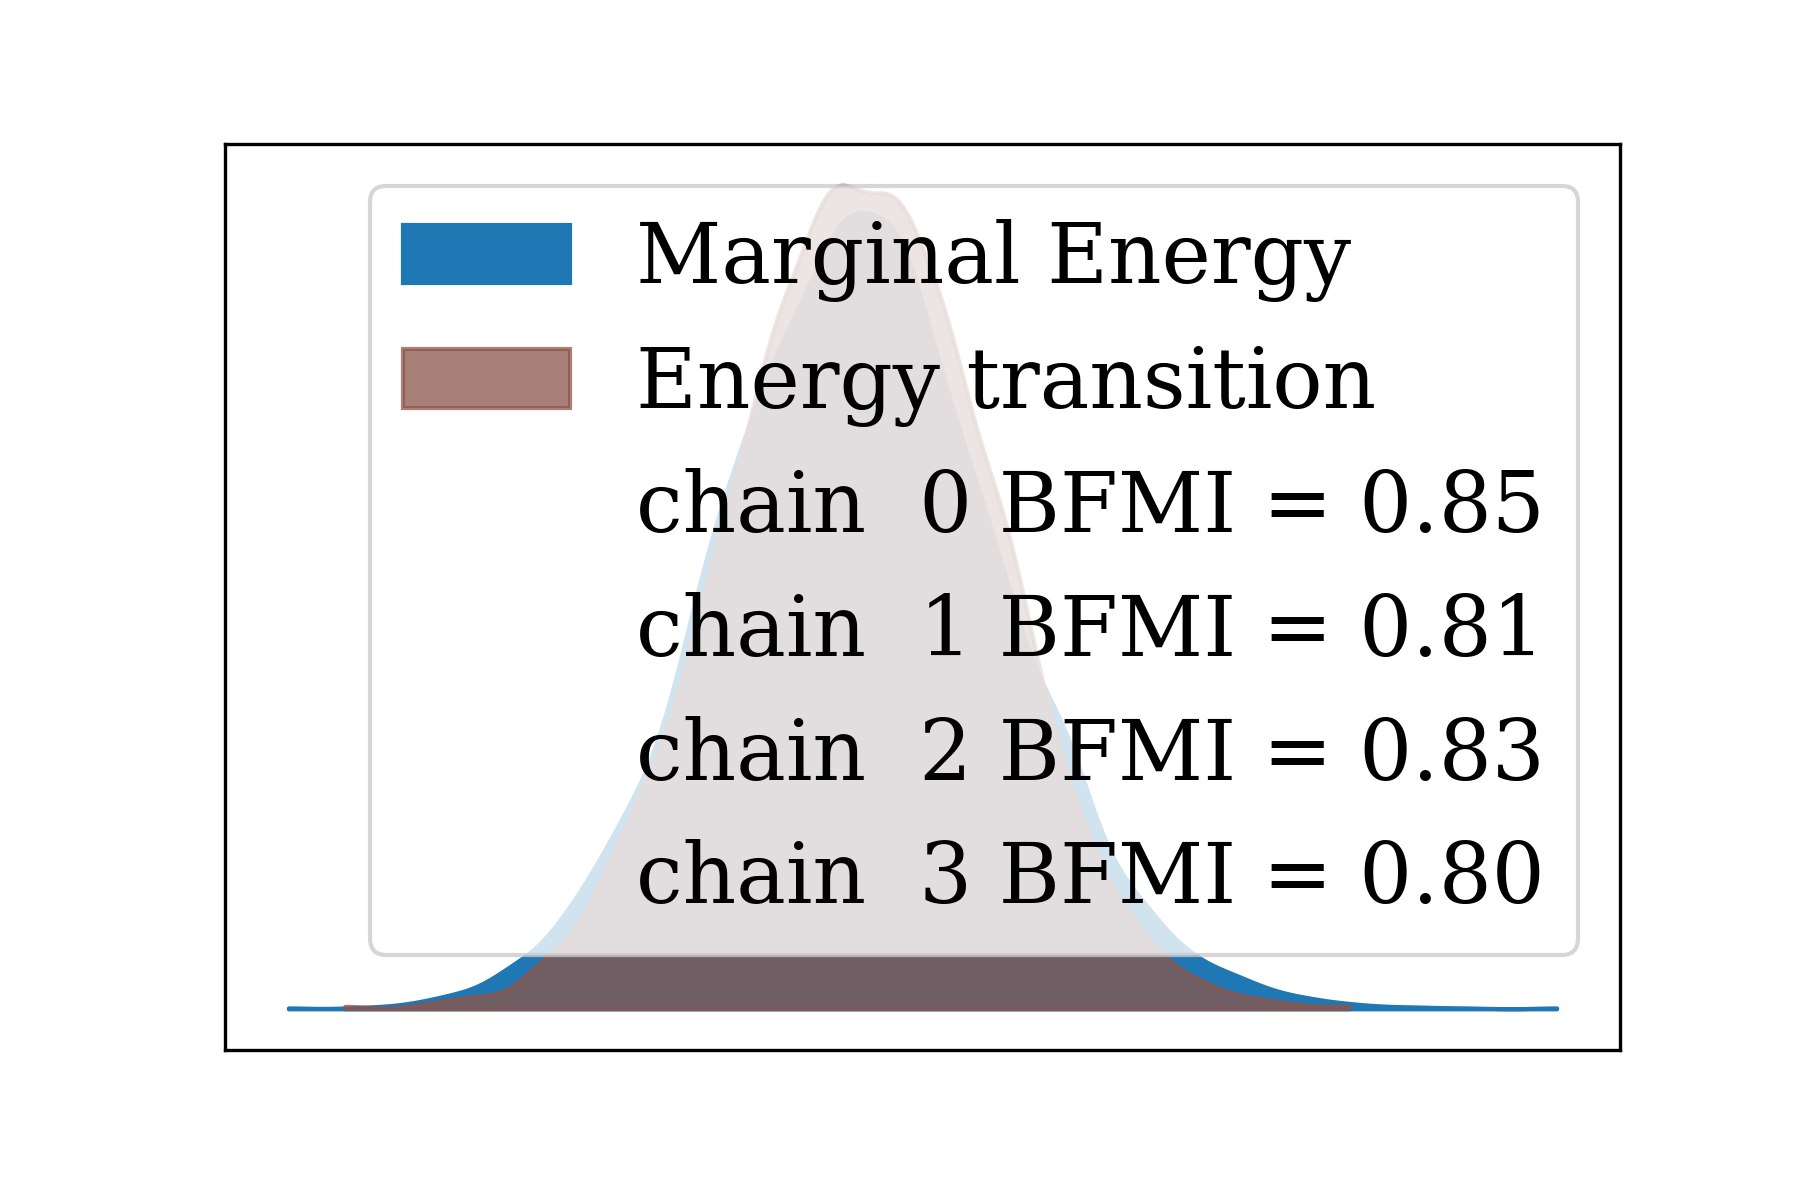 Marginal Energy
Energy transition
chain  0 BFMI = 0.85
chain  1 BFMI = 0.81
chain  2 BFMI = 0.83
chain  3 BFMI = 0.80